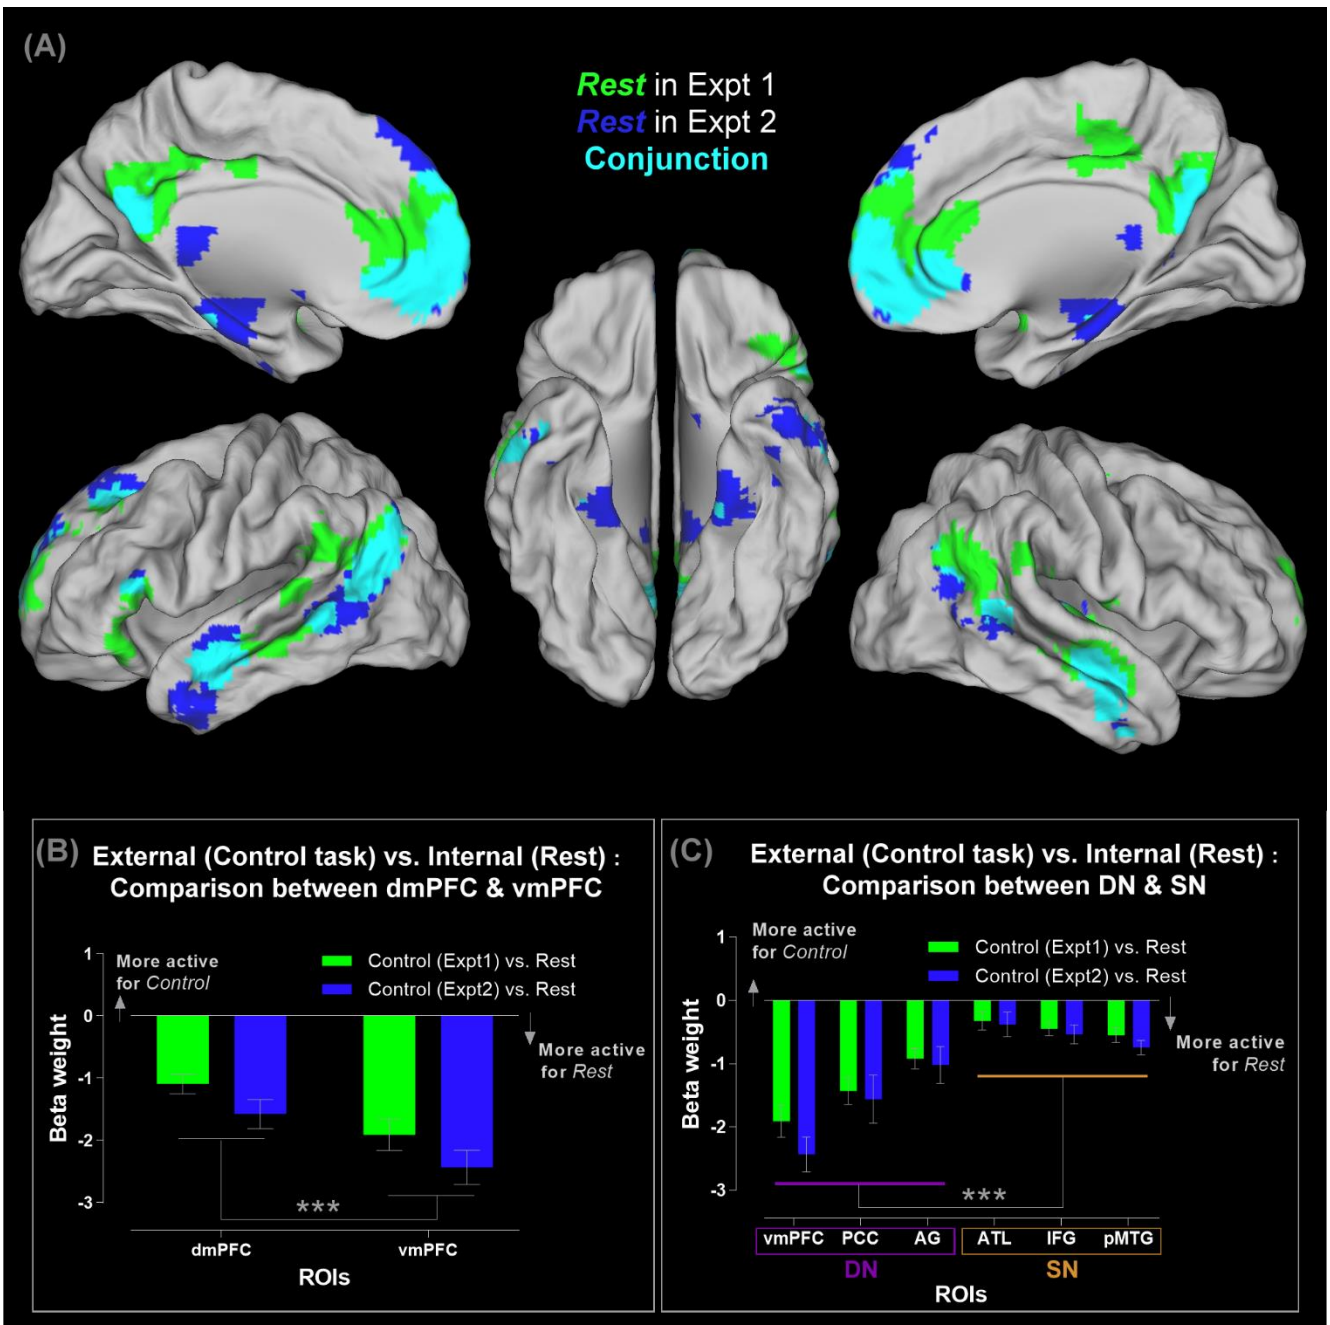 (A)
Rest in Expt 1
Rest in Expt 2
Conjunction
(B) External (Control task) vs. Internal (Rest) :
Comparison between dmPFC & vmPFC
More active
for Control
Control (Expt1) vs. Rest
Control (Expt2) vs. Rest
1
0
-1
-2
-3
Beta weight
More active
for Rest
***
dmPFC
vmPFC
ROIs
(C) External (Control task) vs. Internal (Rest) :
Comparison between DN & SN
More active
for Control
Control (Expt1) vs. Rest
Control (Expt2) vs. Rest
1
0
-1
-2
-3
Beta weight
More active
for Rest
***
vmPFC PCC AG ATL IFG pMTG
DN SN
ROIs